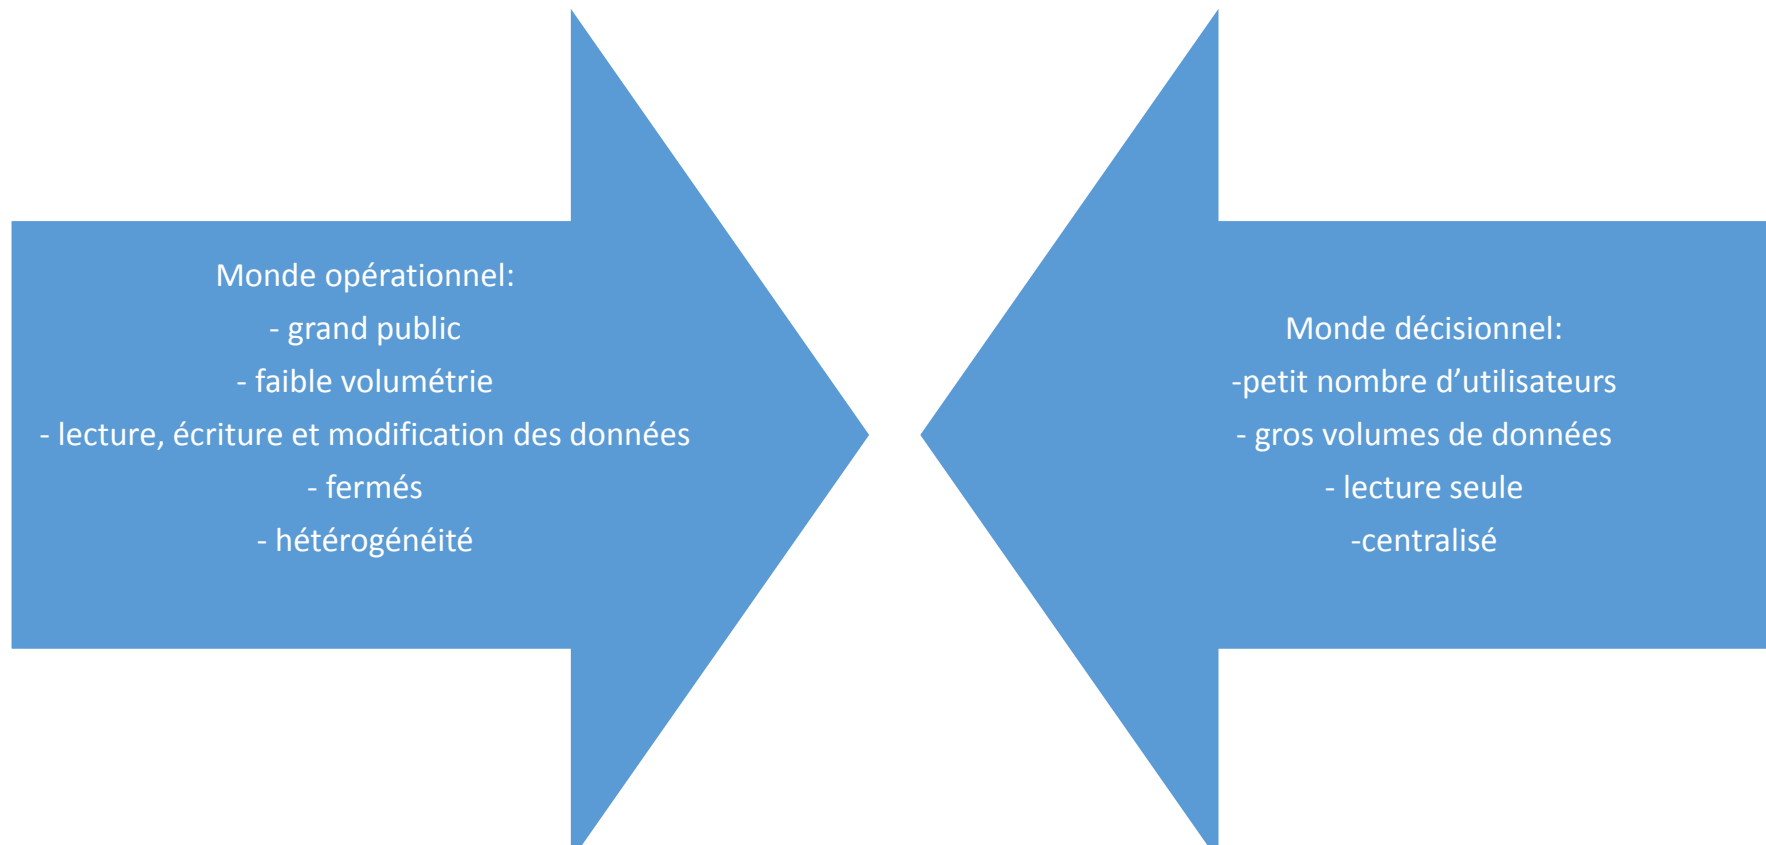 Monde opérationnel:
- grand public
- faible volumétrie
- lecture, écriture et modification des données
- fermés
- hétérogénéité
Monde décisionnel:
-petit nombre d’utilisateurs
- gros volumes de données
- lecture seule
-centralisé